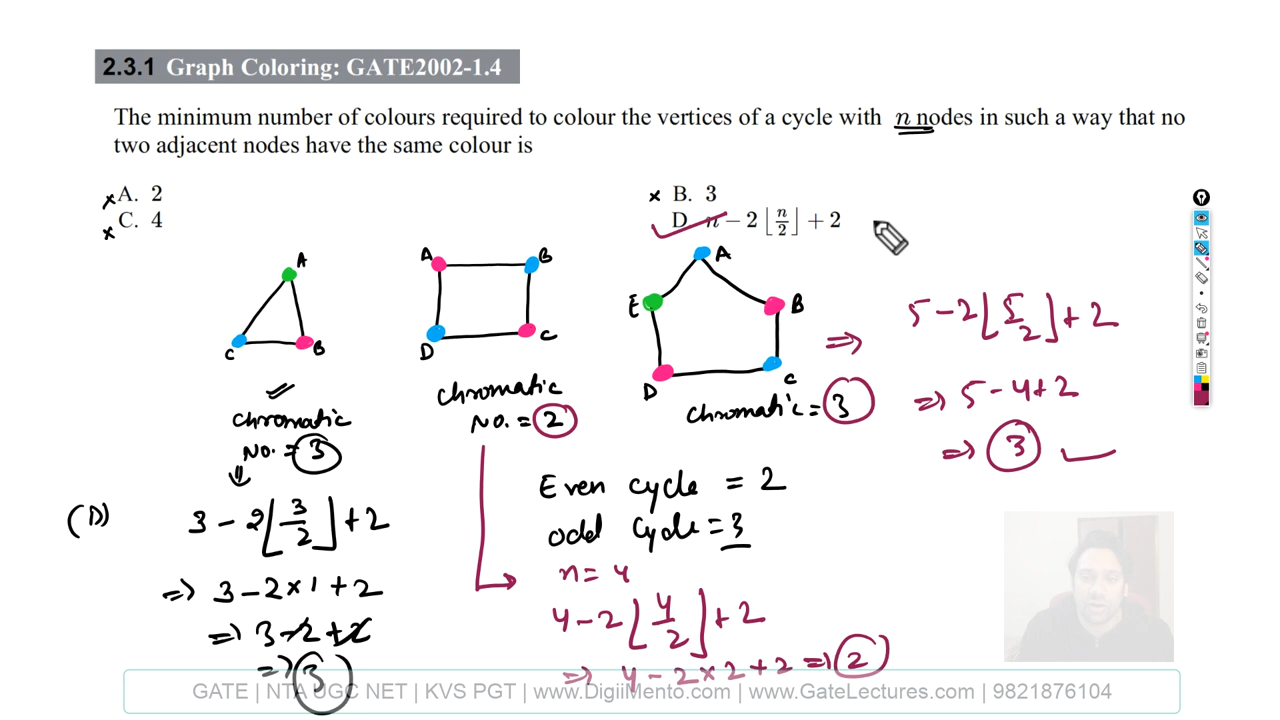 2.3.1 Graph Coloring: GATE2002-1.4
The minimum number of colours required to colour the vertices of a cycle with n nodes in such a way that no
two adjacent nodes have the same colour is
x A. 2
x B. 3
x C. 4
D. n − 2⌊n/2⌋ + 2
A
C B
A B
D C
A
E B
D C
chromatic
No. = 3
chromatic
No. = 2
chromatic = 3
⇒ 5 − 2⌊5/2⌋ + 2
⇒ 5 − 4 + 2
⇒ 3
(D) 3 − 2⌊3/2⌋ + 2
⇒ 3 − 2 × 1 + 2
⇒ 3 − 2 + 2
⇒ 3
Even cycle = 2
odd cycle = 3
n = 4
4 − 2⌊4/2⌋ + 2
⇒ 4 − 2 × 2 + 2 ⇒ 2
GATE | NTA UGC NET | KVS PGT | www.DigiiMento.com | www.GateLectures.com | 9821876104